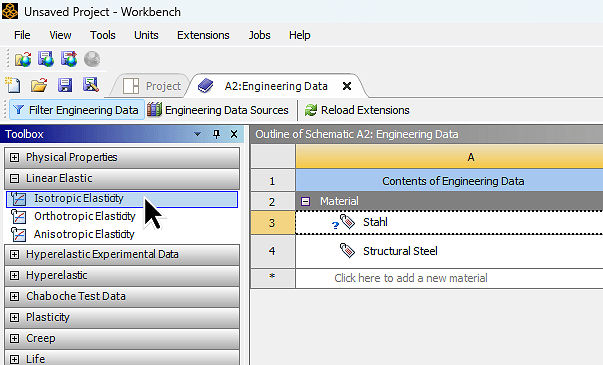 Unsaved Project - Workbench
File View Tools Units Extensions Jobs Help
Project A2:Engineering Data
Filter Engineering Data Engineering Data Sources Reload Extensions
Toolbox
Physical Properties
Linear Elastic
Isotropic Elasticity
Orthotropic Elasticity
Anisotropic Elasticity
Hyperelastic Experimental Data
Hyperelastic
Chaboche Test Data
Plasticity
Creep
Life
Outline of Schematic A2: Engineering Data
A
1 Contents of Engineering Data
2 Material
3 ? Stahl
4 Structural Steel
* Click here to add a new material